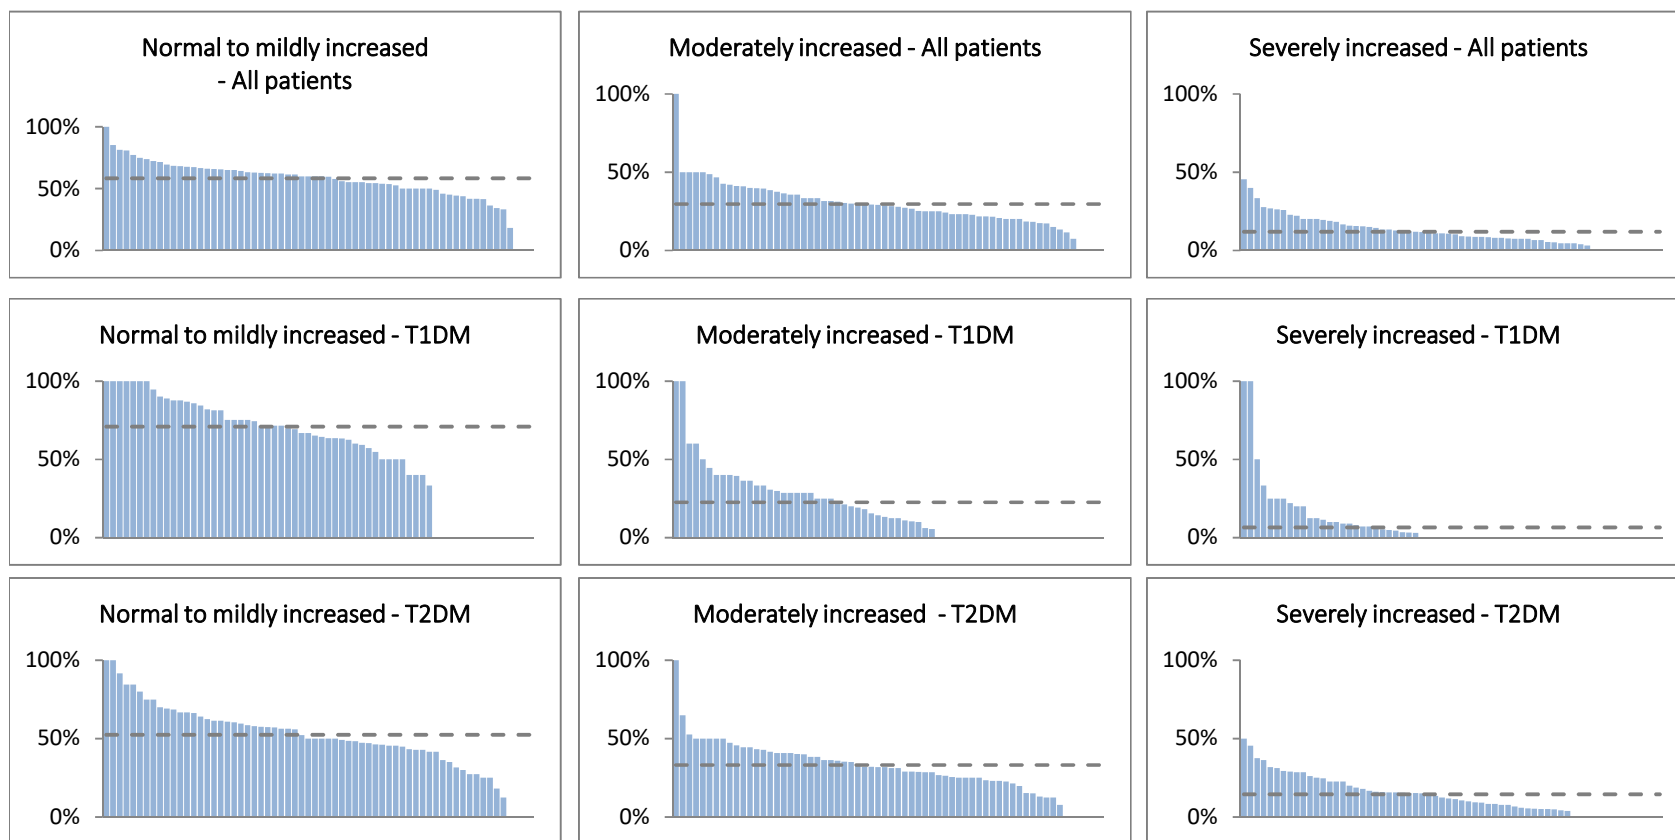 Normal to mildly increased
- All patients
100%
50%
0%
Moderately increased - All patients
100%
50%
0%
Severely increased - All patients
100%
50%
0%
Normal to mildly increased - T1DM
100%
50%
0%
Moderately increased - T1DM
100%
50%
0%
Severely increased - T1DM
100%
50%
0%
Normal to mildly increased - T2DM
100%
50%
0%
Moderately increased  - T2DM
100%
50%
0%
Severely increased - T2DM
100%
50%
0%